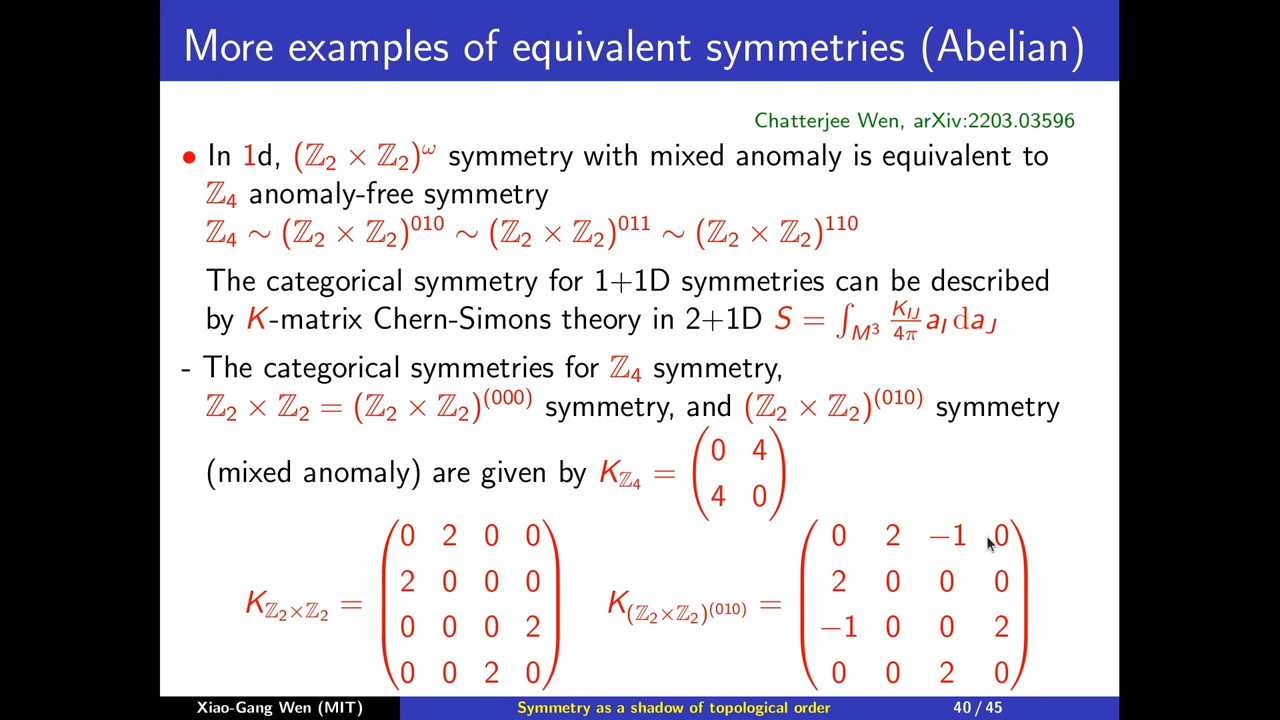 More examples of equivalent symmetries (Abelian)
Chatterjee Wen, arXiv:2203.03596
• In 1d, (ℤ₂ × ℤ₂)^ω symmetry with mixed anomaly is equivalent to
ℤ₄ anomaly-free symmetry
ℤ₄ ∼ (ℤ₂ × ℤ₂)⁰¹⁰ ∼ (ℤ₂ × ℤ₂)⁰¹¹ ∼ (ℤ₂ × ℤ₂)¹¹⁰
The categorical symmetry for 1+1D symmetries can be described
by K-matrix Chern-Simons theory in 2+1D S = ∫_{M³} K_{IJ}/4π a_I da_J
- The categorical symmetries for ℤ₄ symmetry,
ℤ₂ × ℤ₂ = (ℤ₂ × ℤ₂)⁽⁰⁰⁰⁾ symmetry, and (ℤ₂ × ℤ₂)⁽⁰¹⁰⁾ symmetry
(mixed anomaly) are given by K_{ℤ₄} = (0 4
4 0)
K_{ℤ₂×ℤ₂} = (0 2 0 0
2 0 0 0
0 0 0 2
0 0 2 0)
K_{(ℤ₂×ℤ₂)⁽⁰¹⁰⁾} = (0 2 −1 0
2 0 0 0
−1 0 0 2
0 0 2 0)
Xiao-Gang Wen (MIT)
Symmetry as a shadow of topological order
40 / 45